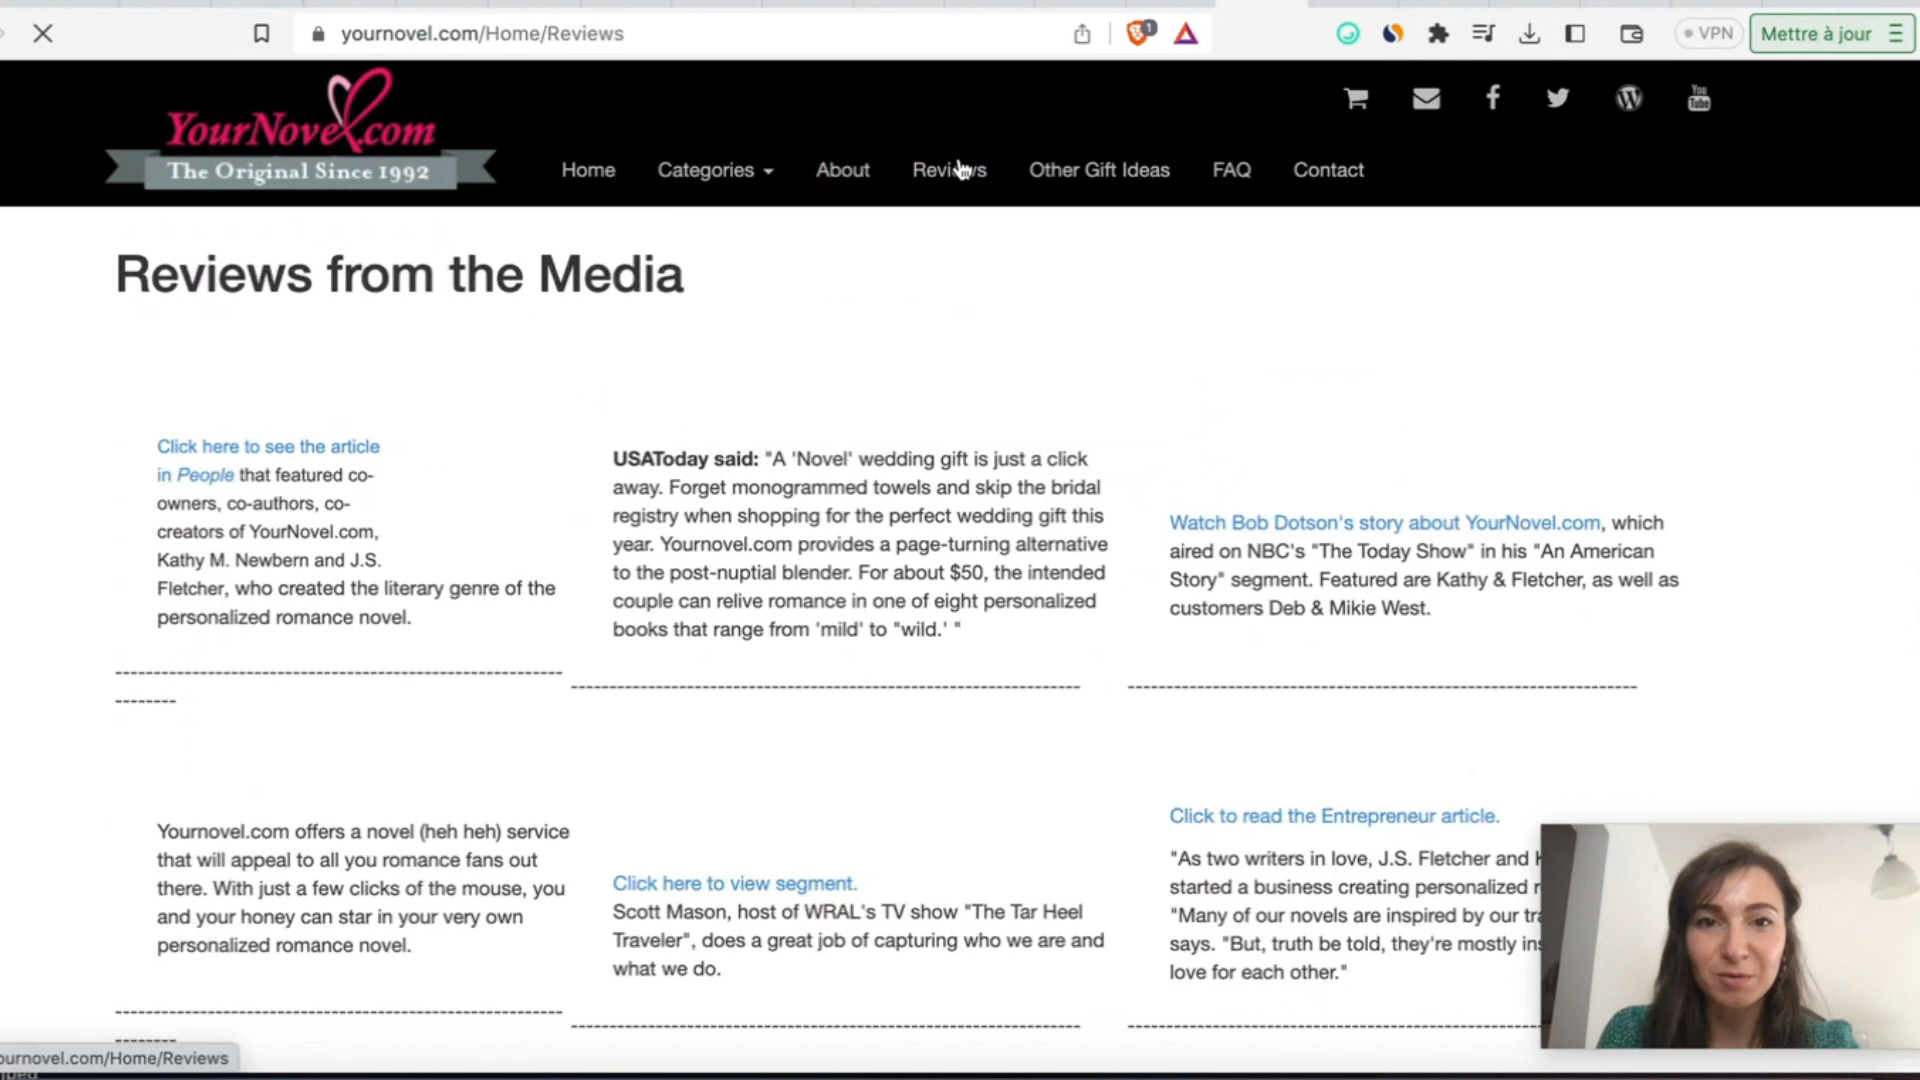 yournovel.com/Home/Reviews
1
VPN
Mettre à jour
YourNovel.com
The Original Since 1992
You
Tube
Home
Categories
About
Reviews
Other Gift Ideas
FAQ
Contact
Reviews from the Media
Click here to see the article
in People that featured co-
owners, co-authors, co-
creators of YourNovel.com,
Kathy M. Newbern and J.S.
Fletcher, who created the literary genre of the
personalized romance novel.
---------------------------------------------------------
--------
USAToday said: "A 'Novel' wedding gift is just a click
away. Forget monogrammed towels and skip the bridal
registry when shopping for the perfect wedding gift this
year. Yournovel.com provides a page-turning alternative
to the post-nuptial blender. For about $50, the intended
couple can relive romance in one of eight personalized
books that range from 'mild' to "wild.' "
-----------------------------------------------------------------
Watch Bob Dotson's story about YourNovel.com, which
aired on NBC's "The Today Show" in his "An American
Story" segment. Featured are Kathy & Fletcher, as well as
customers Deb & Mikie West.
-----------------------------------------------------------------
Yournovel.com offers a novel (heh heh) service
that will appeal to all you romance fans out
there. With just a few clicks of the mouse, you
and your honey can star in your very own
personalized romance novel.
---------------------------------------------------------
Click here to view segment.
Scott Mason, host of WRAL's TV show "The Tar Heel
Traveler", does a great job of capturing who we are and
what we do.
-----------------------------------------------------------------
Click to read the Entrepreneur article.
"As two writers in love, J.S. Fletcher and
started a business creating personalized
"Many of our novels are inspired by our
says. "But, truth be told, they're mostly
love for each other."
ournovel.com/Home/Reviews